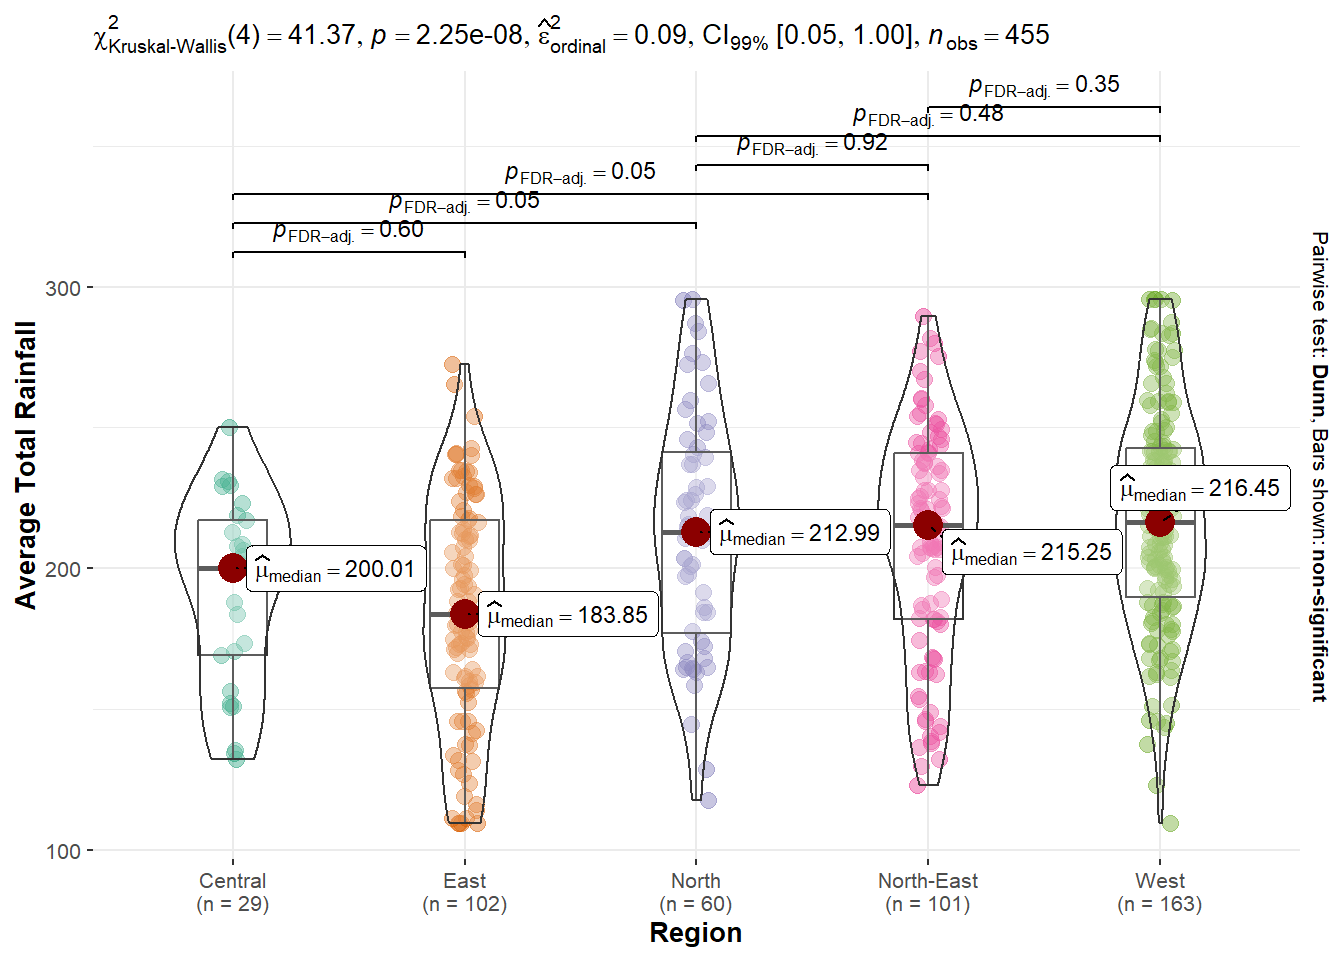 χ²Kruskal-Wallis(4) = 41.37, p = 2.25e-08, ε̂²ordinal = 0.09, CI99% [0.05, 1.00], nobs = 455
pFDR−adj. = 0.35
pFDR−adj. = 0.48
pFDR−adj. = 0.92
pFDR−adj. = 0.05
pFDR−adj. = 0.05
pFDR−adj. = 0.60
Average Total Rainfall
300
200
100
μ̂median = 200.01
μ̂median = 183.85
μ̂median = 212.99
μ̂median = 215.25
μ̂median = 216.45
Pairwise test: Dunn, Bars shown: non-significant
Central
(n = 29)
East
(n = 102)
North
(n = 60)
North-East
(n = 101)
West
(n = 163)
Region